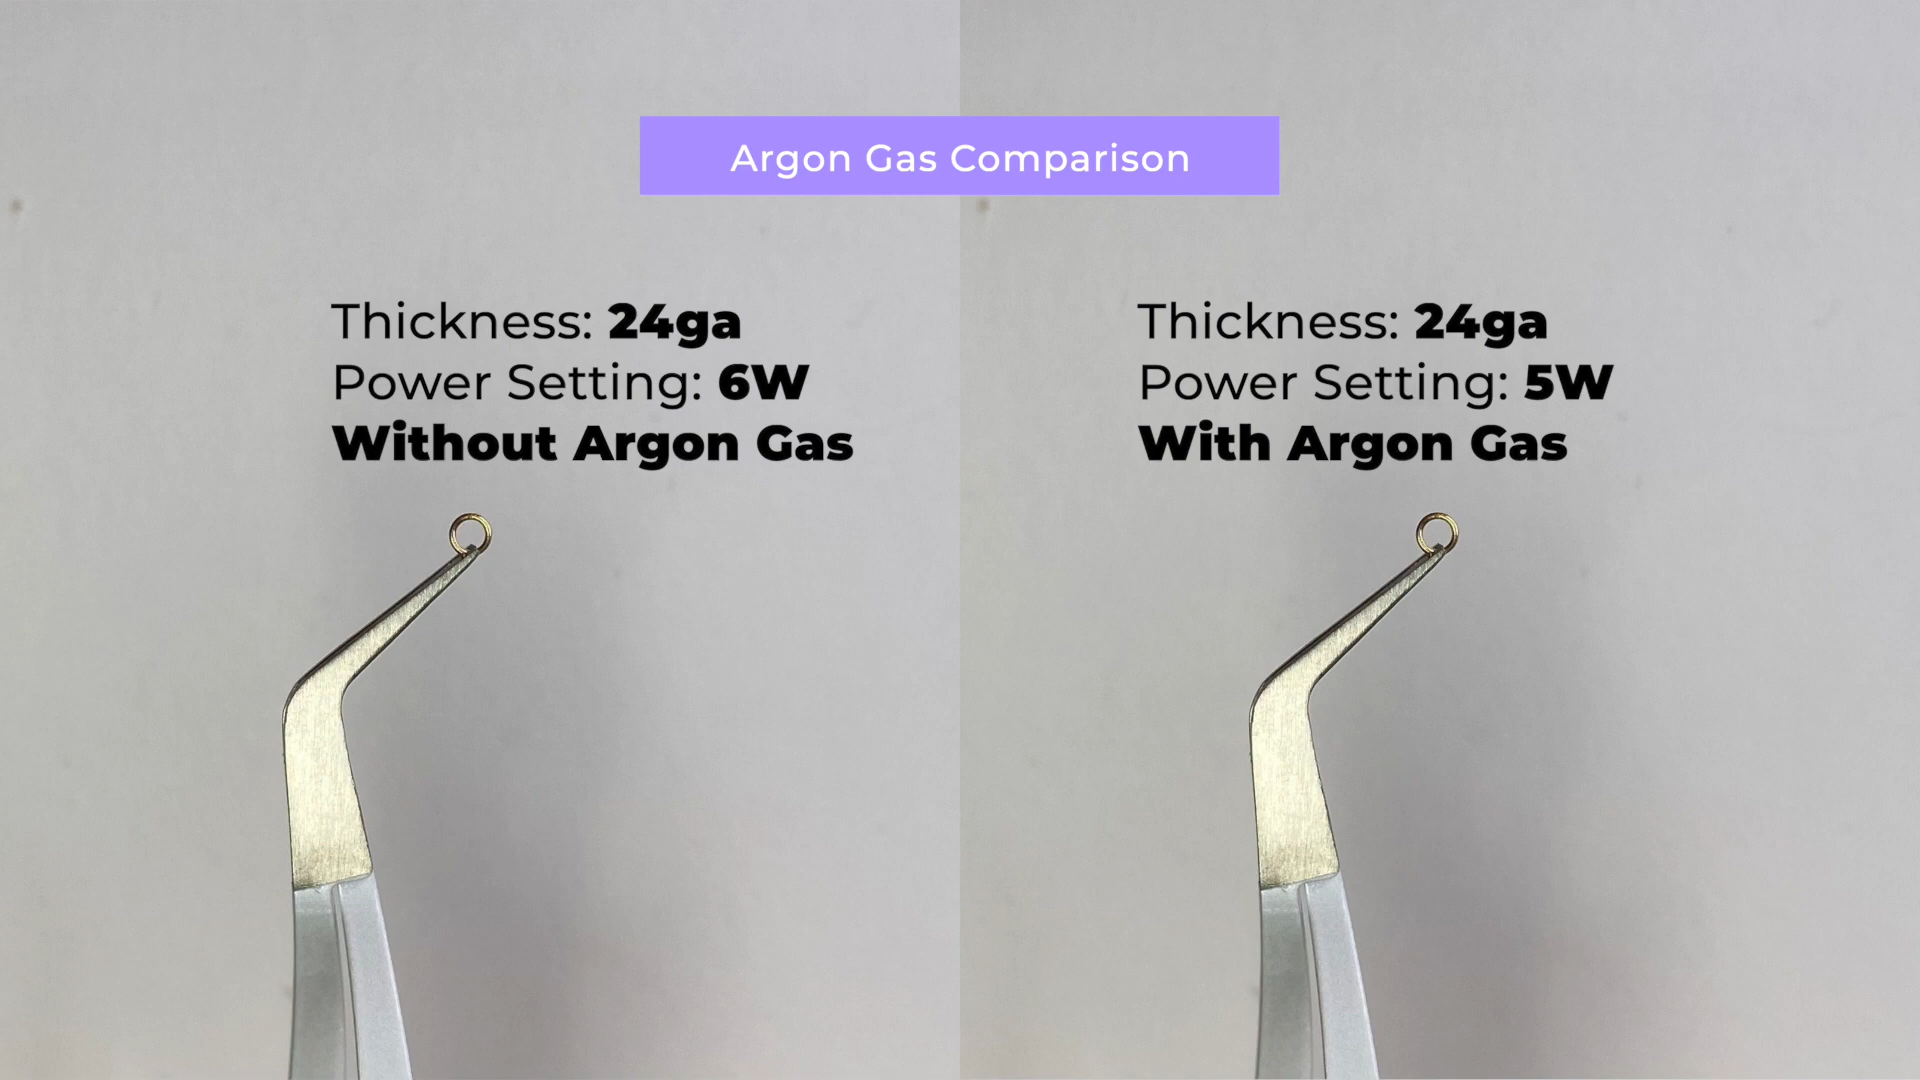 Argon Gas Comparison
Thickness: 24ga
Power Setting: 6W
Without Argon Gas
Thickness: 24ga
Power Setting: 5W
With Argon Gas